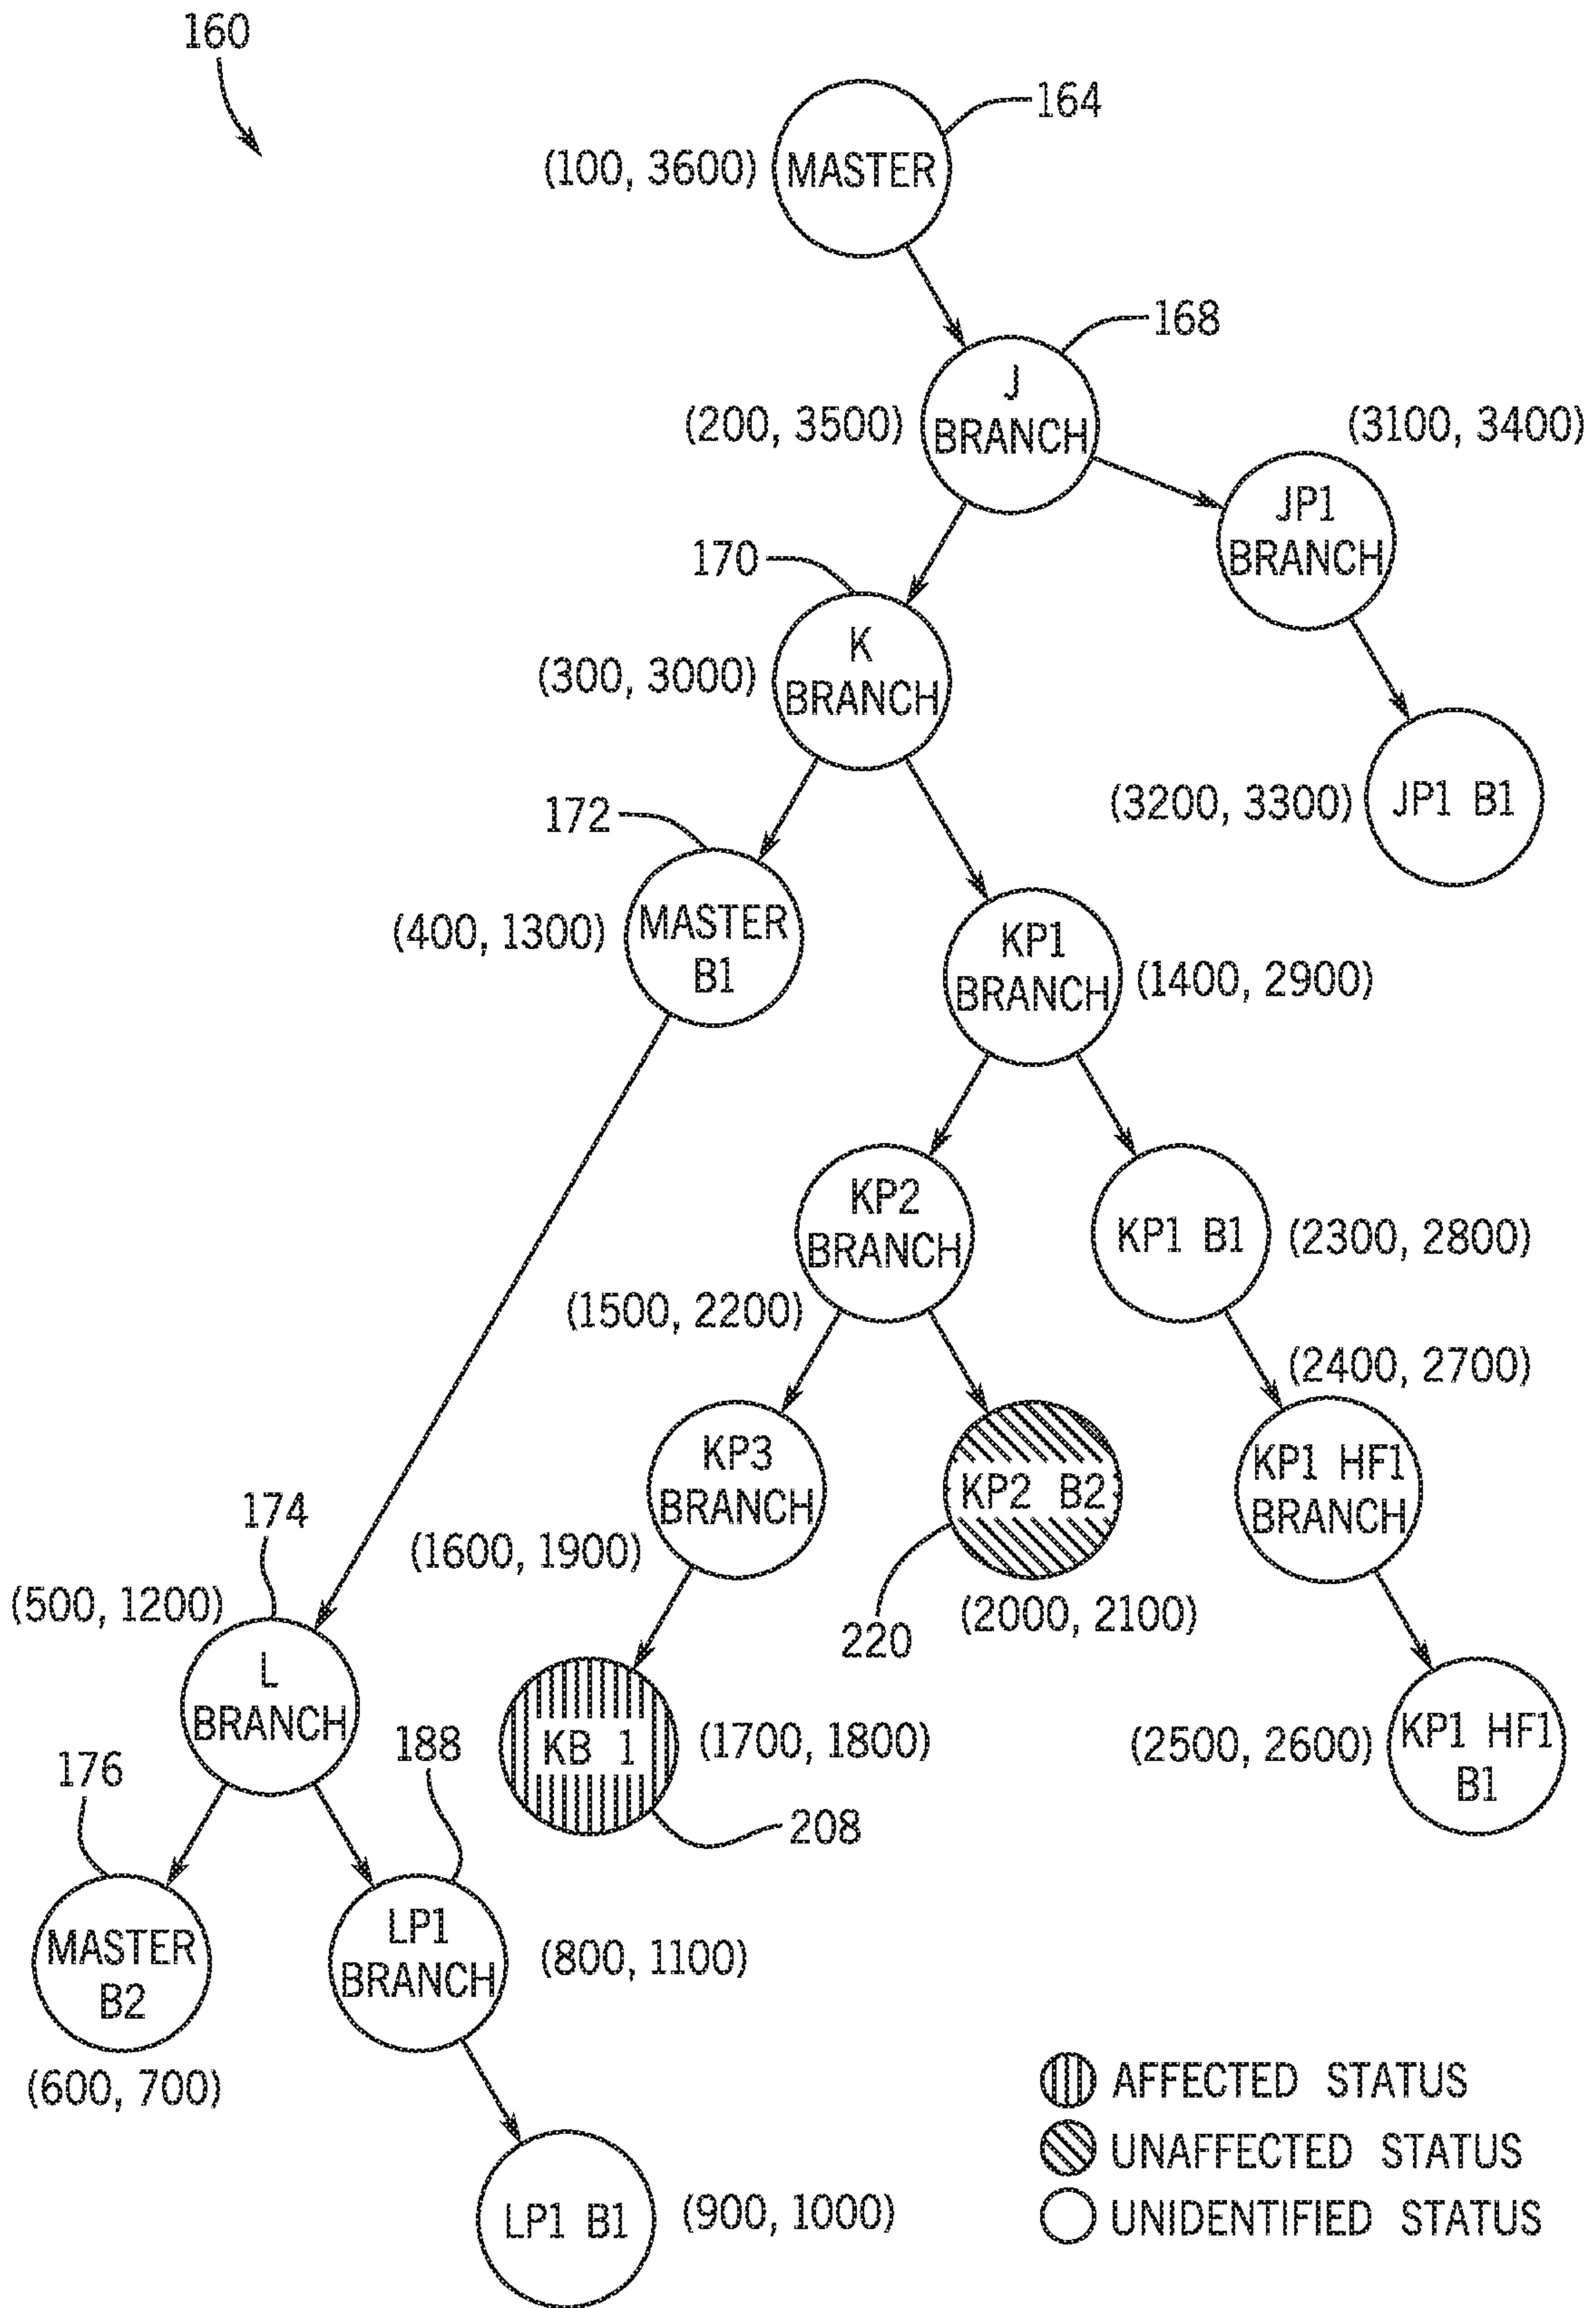 160
164
(100, 3600)
MASTER
168
J
BRANCH
(200, 3500)
(3100, 3400)
JP1
BRANCH
170
K
BRANCH
(300, 3000)
(3200, 3300)
JP1 B1
172
MASTER
B1
(400, 1300)
KP1
BRANCH
(1400, 2900)
KP2
BRANCH
KP1 B1
(2300, 2800)
(1500, 2200)
(2400, 2700)
KP3
BRANCH
KP2 B2
KP1 HF1
BRANCH
174
(1600, 1900)
(500, 1200)
220
(2000, 2100)
L
BRANCH
KB 1
(1700, 1800)
(2500, 2600)
KP1 HF1
B1
176
188
208
MASTER
B2
LP1
BRANCH
(800, 1100)
(600, 700)
LP1 B1
(900, 1000)
AFFECTED STATUS
UNAFFECTED STATUS
UNIDENTIFIED STATUS